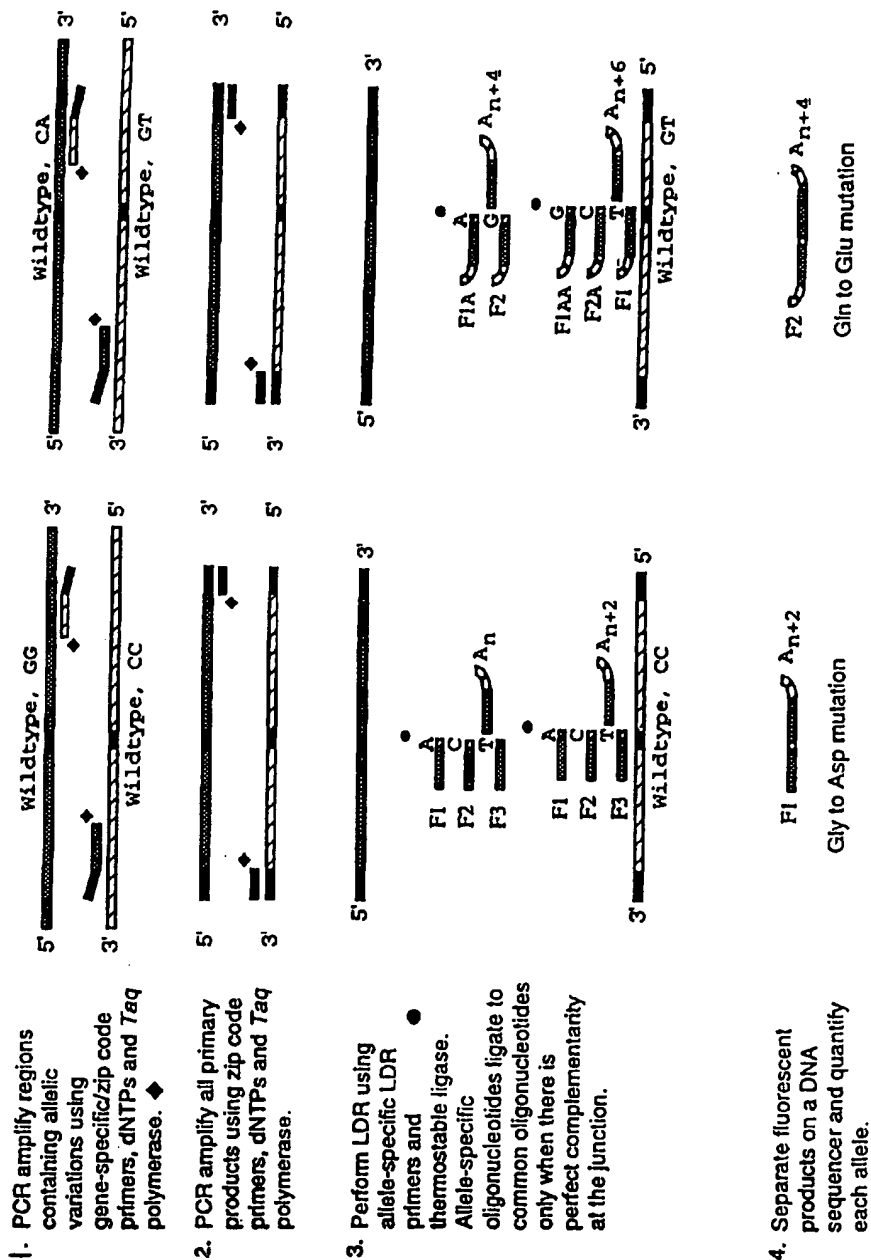 1. PCR amplify regions
containing allelic
variations using
gene-specific/zip code
primers, dNTPs and Taq
polymerase. ◆
5' 3'
Wildtype, GG
◆ ◆
3' 5'
Wildtype, CC
5' 3'
Wildtype, CA
◆ ◆
3' 5'
Wildtype, GT
2. PCR amplify all primary
products using zip code
primers, dNTPs and Taq
polymerase.
5' 3'
◆ ◆
3' 5'
5' 3'
◆ ◆
3' 5'
3. Perform LDR using
allele-specific LDR
primers and ●
thermostable ligase.
Allele-specific
oligonucleotides ligate to
common oligonucleotides
only when there is
perfect complementarity
at the junction.
5' 3'
F1 A
F2 C
F3 T An
F1 A
F2 C
F3 T An+2
Wildtype, CC
3' 5'
5' 3'
F1A A
F2 G An+4
F1AA G
F2A C
F1 T An+6
3' 5'
Wildtype, GT
4. Separate fluorescent
products on a DNA
sequencer and quantify
each allele.
F1 An+2
Gly to Asp mutation
F2 An+4
Gln to Glu mutation